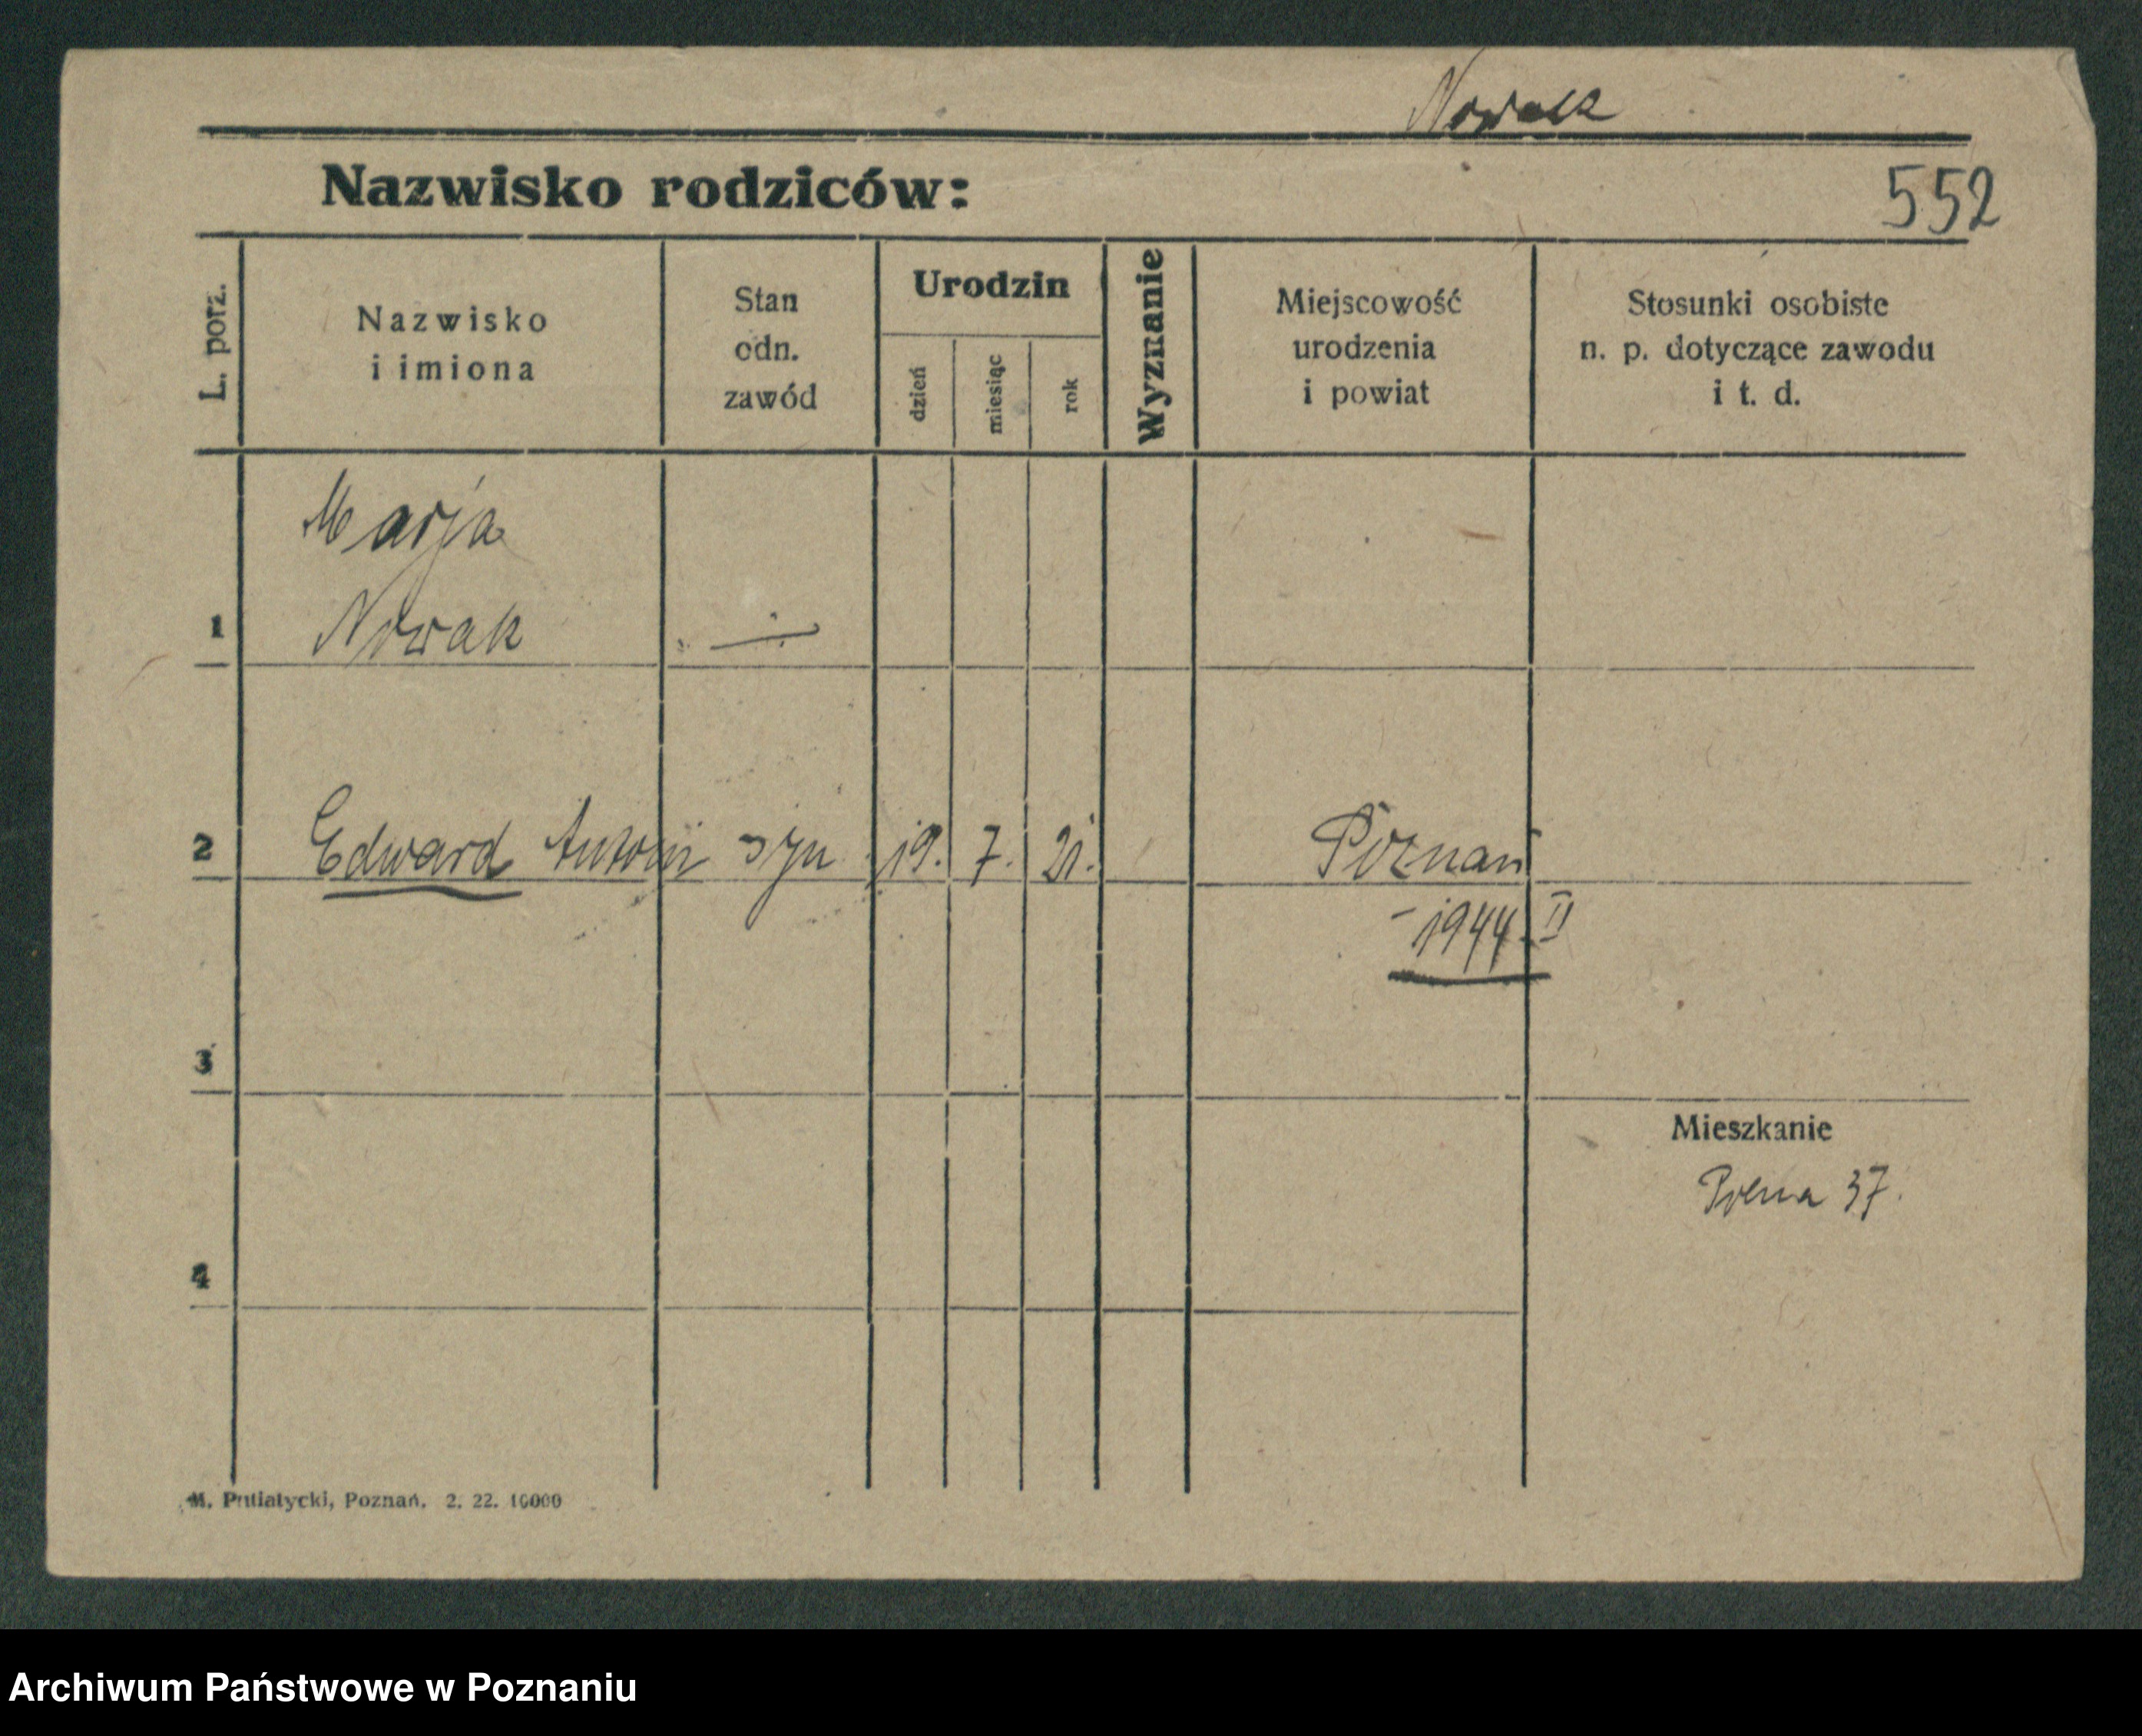 Nowak
Nazwisko rodziców:
552
L. porz.
Nazwisko
i imiona
Stan
odn.
zawód
Urodzin
dzień
miesiąc
rok
Wyznanie
Miejscowość
urodzenia
i powiat
Stosunki osobiste
n. p. dotyczące zawodu
i t. d.
Marja
1 Nowak
2 Edward Antoni syn 19. 7. 21. Poznań
- 1944 II
3
Mieszkanie
Polna 37.
4
M. Putiatycki, Poznań. 2. 22. 10000
Archiwum Państwowe w Poznaniu